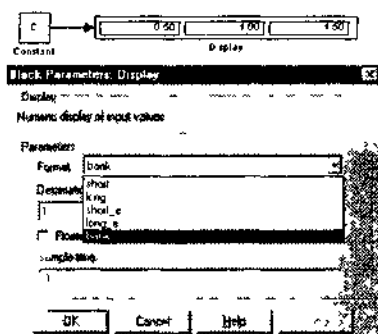 C
0.50 1.00 1.50
Constant
Display
Block Parameters: Display
Display
Numeric display of input values
Parameters
Format: bank
short
long
short_e
long_e
1
OK Cancel Help